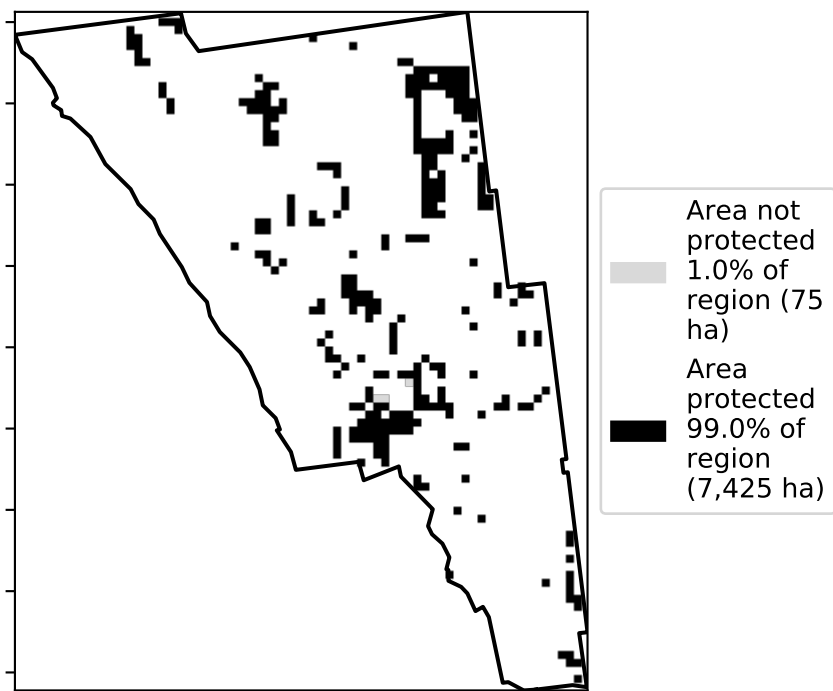 Area not
protected
1.0% of
region (75
ha)
Area
protected
99.0% of
region
(7,425 ha)